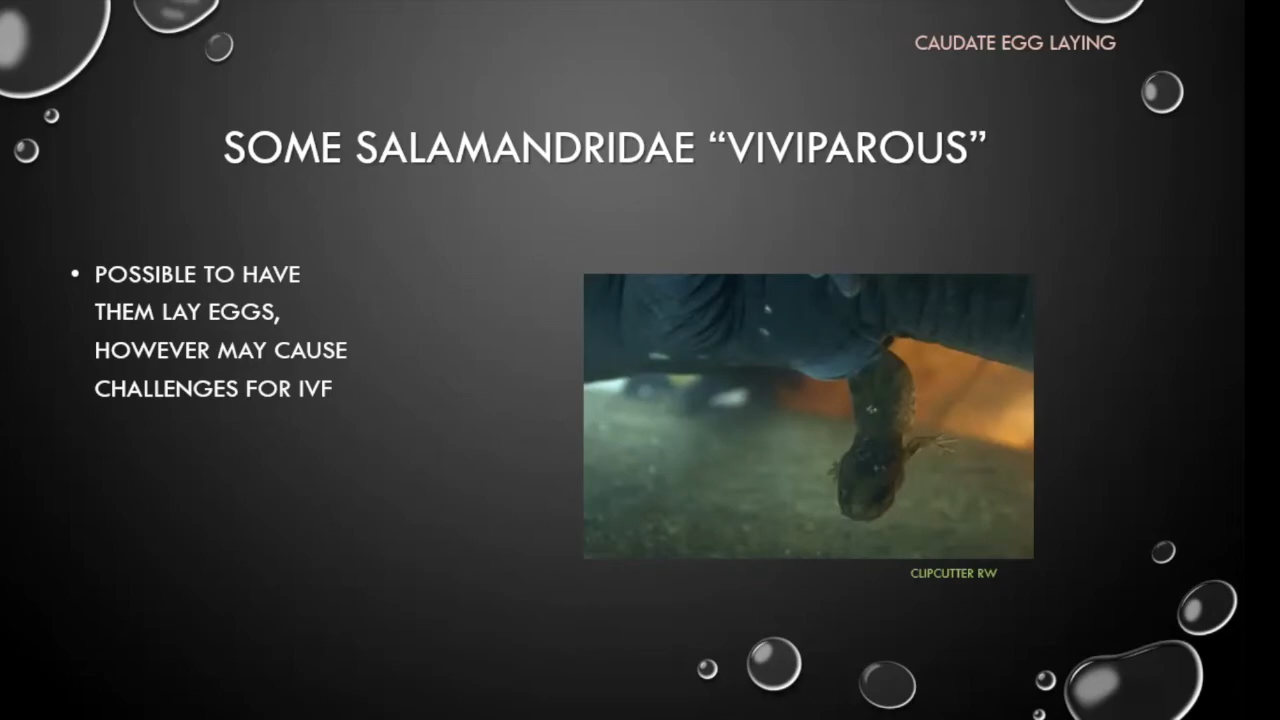 CAUDATE EGG LAYING
SOME SALAMANDRIDAE “VIVIPAROUS”
• POSSIBLE TO HAVE
THEM LAY EGGS,
HOWEVER MAY CAUSE
CHALLENGES FOR IVF
CLIPCUTTER RW